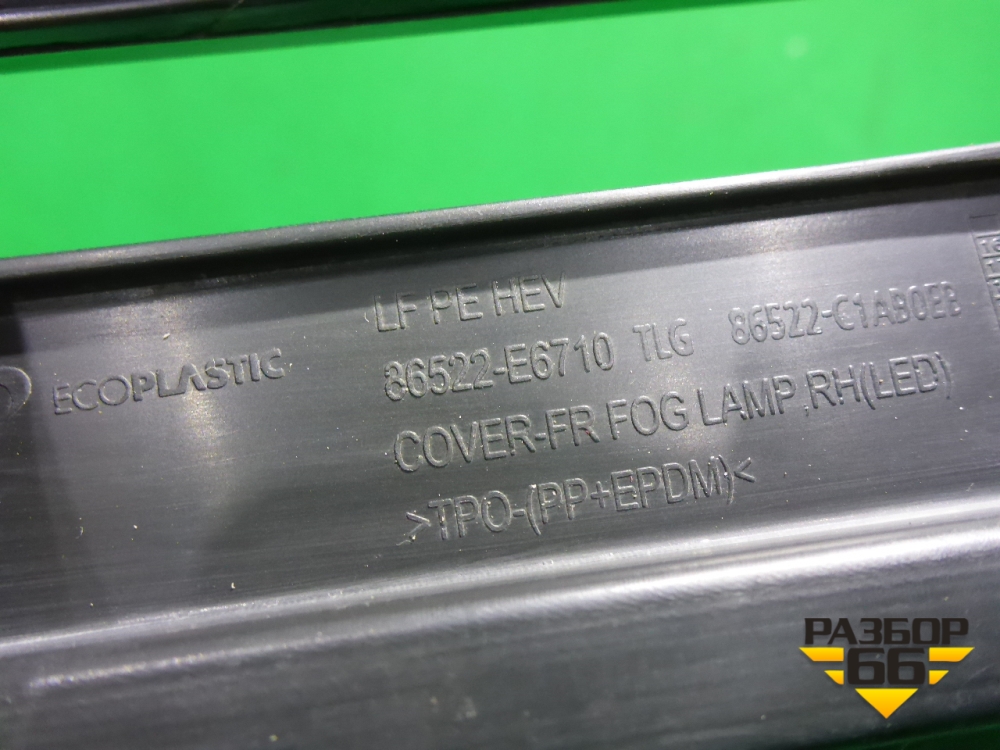 LF PE HEV
ECOPLASTIC
86522-E6710 TLG 86522-C1AB0EB
COVER-FR FOG LAMP,RH(LED)
>TPO-(PP+EPDM)<
РАЗБОР
66